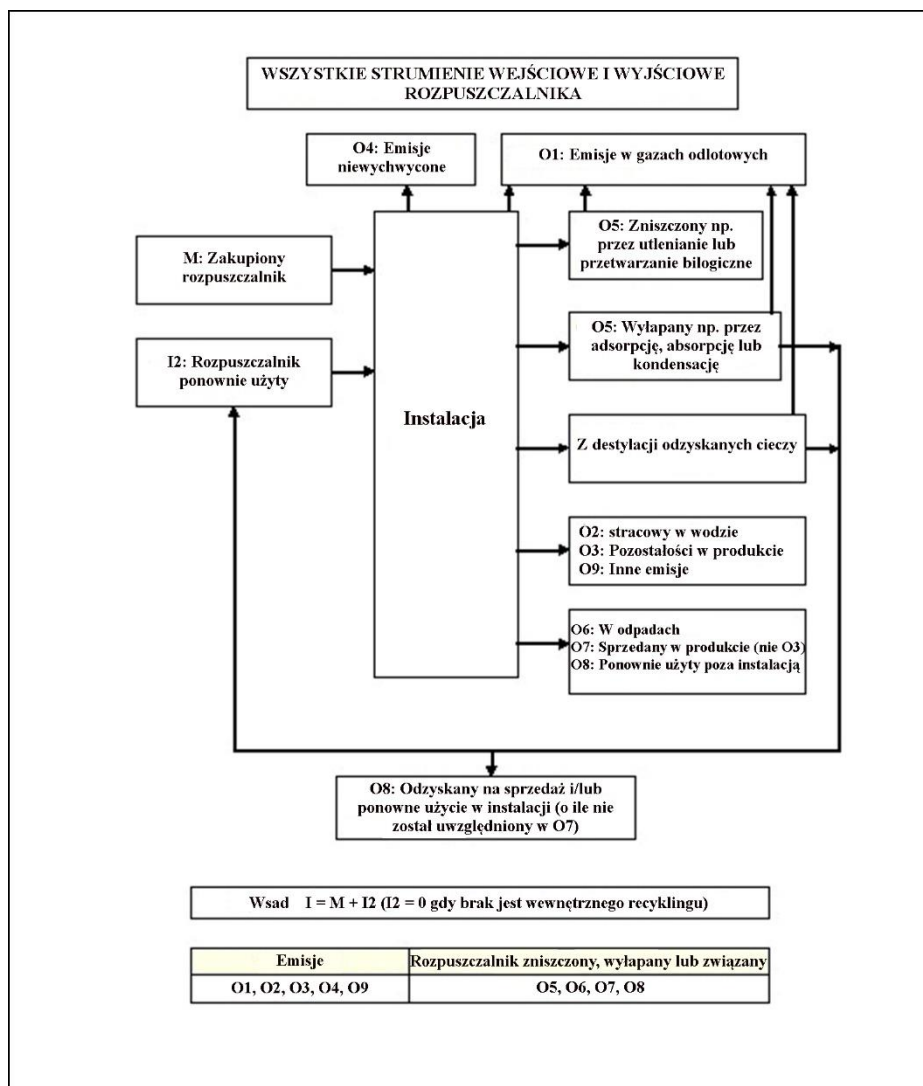 WSZYSTKIE STRUMIENIE WEJŚCIOWE I WYJŚCIOWE
ROZPUSZCZALNIKA
O4: Emisje
niewychwycone
O1: Emisje w gazach odlotowych
M: Zakupiony
rozpuszczalnik
O5: Zniszczony np.
przez utlenianie lub
przetwarzanie bilogiczne
I2: Rozpuszczalnik
ponownie użyty
O5: Wyłapany np. przez
adsorpcję, absorpcję lub
kondensację
Instalacja
Z destylacji odzyskanych cieczy
O2: stracowy w wodzie
O3: Pozostałości w produkcie
O9: Inne emisje
O6: W odpadach
O7: Sprzedany w produkcie (nie O3)
O8: Ponownie użyty poza instalacją
O8: Odzyskany na sprzedaż i/lub
ponowne użycie w instalacji (o ile nie
został uwzględniony w O7)
Wsad I = M + I2 (I2 = 0 gdy brak jest wewnętrznego recyklingu)
Emisje Rozpuszczalnik zniszczony, wyłapany lub związany
O1, O2, O3, O4, O9 O5, O6, O7, O8